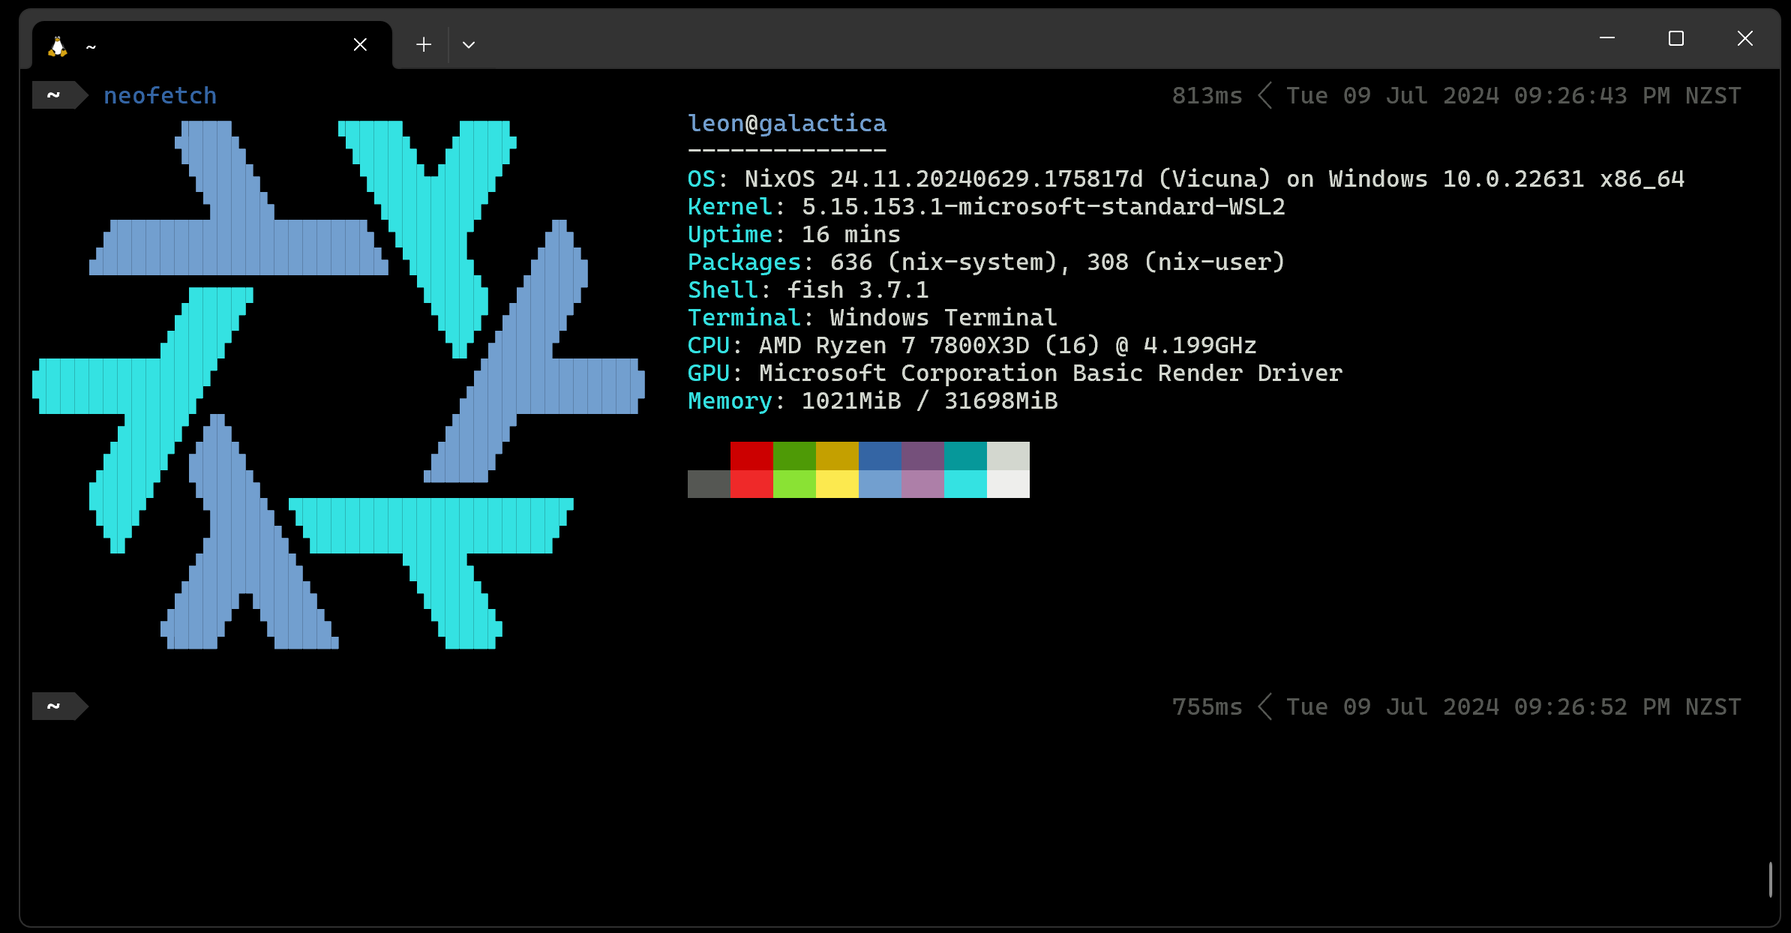 ~
~ neofetch 813ms Tue 09 Jul 2024 09:26:43 PM NZST
leon@galactica
--------------
OS: NixOS 24.11.20240629.175817d (Vicuna) on Windows 10.0.22631 x86_64
Kernel: 5.15.153.1-microsoft-standard-WSL2
Uptime: 16 mins
Packages: 636 (nix-system), 308 (nix-user)
Shell: fish 3.7.1
Terminal: Windows Terminal
CPU: AMD Ryzen 7 7800X3D (16) @ 4.199GHz
GPU: Microsoft Corporation Basic Render Driver
Memory: 1021MiB / 31698MiB
~ 755ms Tue 09 Jul 2024 09:26:52 PM NZST